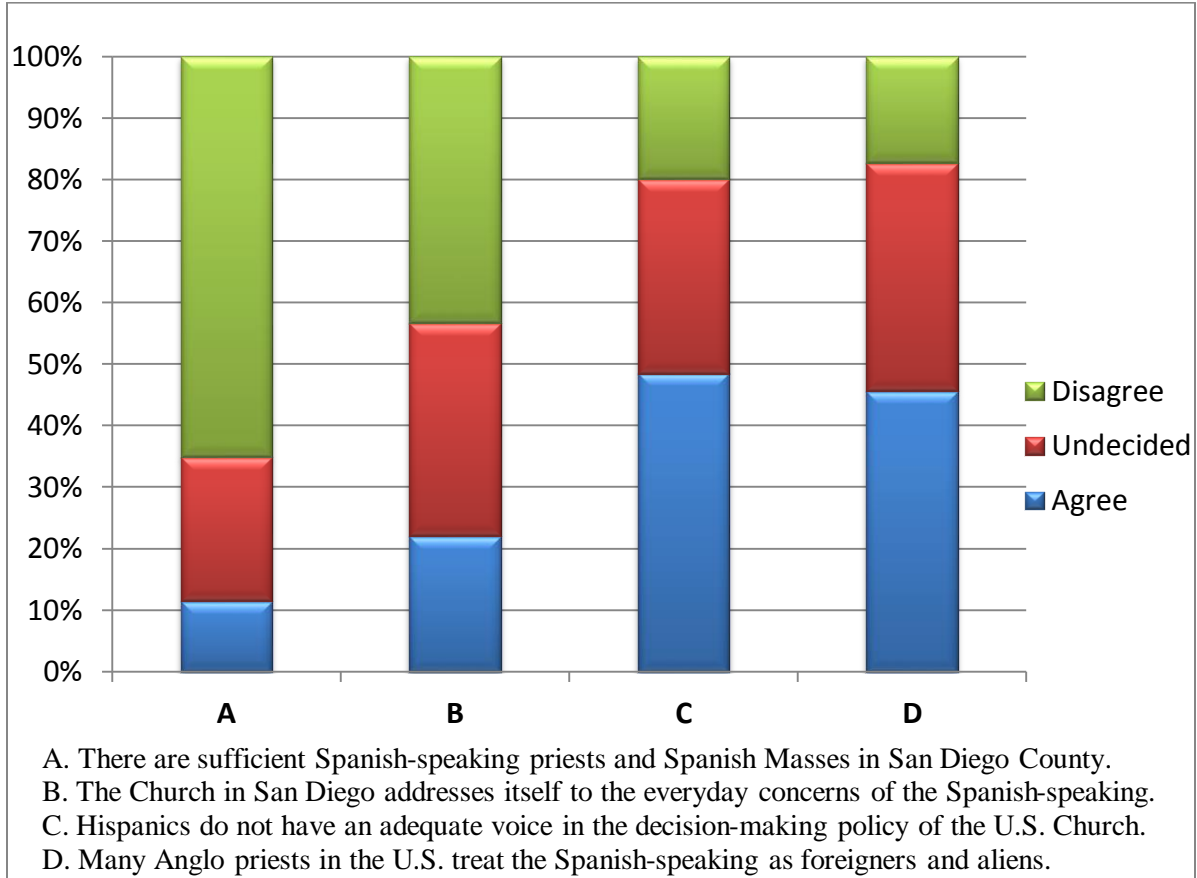 100%
90%
80%
70%
60%
50%
40%
30%
20%
10%
0%
Disagree
Undecided
Agree
A B C D
A. There are sufficient Spanish-speaking priests and Spanish Masses in San Diego County.
B. The Church in San Diego addresses itself to the everyday concerns of the Spanish-speaking.
C. Hispanics do not have an adequate voice in the decision-making policy of the U.S. Church.
D. Many Anglo priests in the U.S. treat the Spanish-speaking as foreigners and aliens.